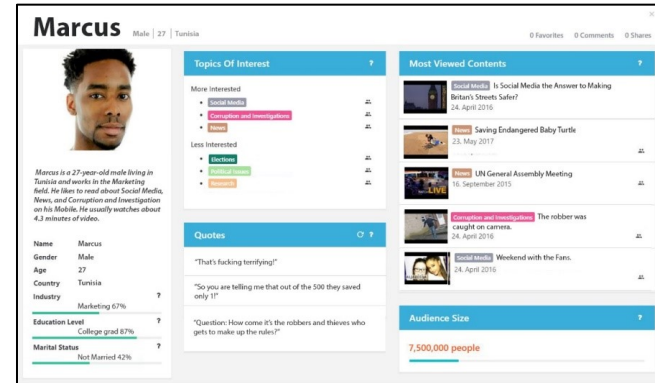 Marcus Male | 27 | Tunisia
0 Favorites 0 Comments 0 Shares
Marcus is a 27-year-old male living in
Tunisia and works in the Marketing
field. He likes to read about Social Media,
News, and Corruption and Investigation
on his Mobile. He usually watches about
4.3 minutes of video.
Name Marcus
Gender Male
Age 27
Country Tunisia
Industry ?
Marketing 67%
Education Level ?
College grad 87%
Marital Status ?
Not Married 42%
Topics Of Interest ?
More Interested
• Social Media
• Corruption and Investigations
• News
Less Interested
• Elections
• Political Issues
• Research
Quotes ?
"That's fucking terrifying!"
"So you are telling me that out of the 500 they saved
only 1!"
"Question: How come it's the robbers and thieves who
gets to make up the rules?"
Most Viewed Contents ?
Social Media Is Social Media the Answer to Making
Britan's Streets Safer?
24. April 2016
News Saving Endangered Baby Turtle
23. May 2017
News UN General Assembly Meeting
16. September 2015
LIVE
Corruption and Investigations The robber was
caught on camera.
24. April 2016
Social Media Weekend with the Fans.
24. April 2016
Audience Size ?
7,500,000 people